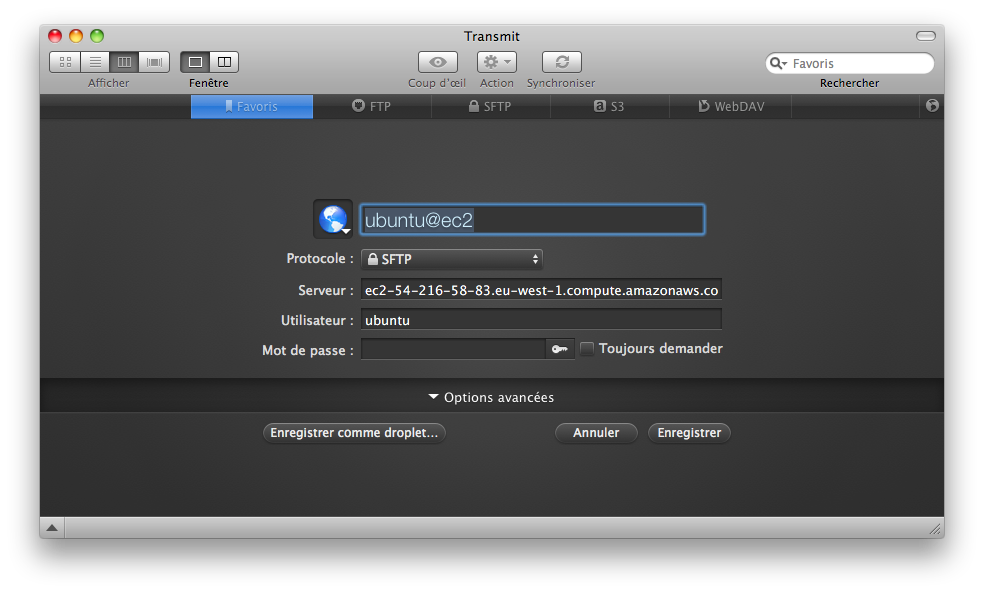 Transmit
Favoris
Afficher
Fenêtre
Coup d'œil
Action
Synchroniser
Rechercher
Favoris
FTP
SFTP
S3
WebDAV
ubuntu@ec2
Protocole : SFTP
Serveur : ec2-54-216-58-83.eu-west-1.compute.amazonaws.co
Utilisateur : ubuntu
Mot de passe : Toujours demander
Options avancées
Enregistrer comme droplet...
Annuler
Enregistrer